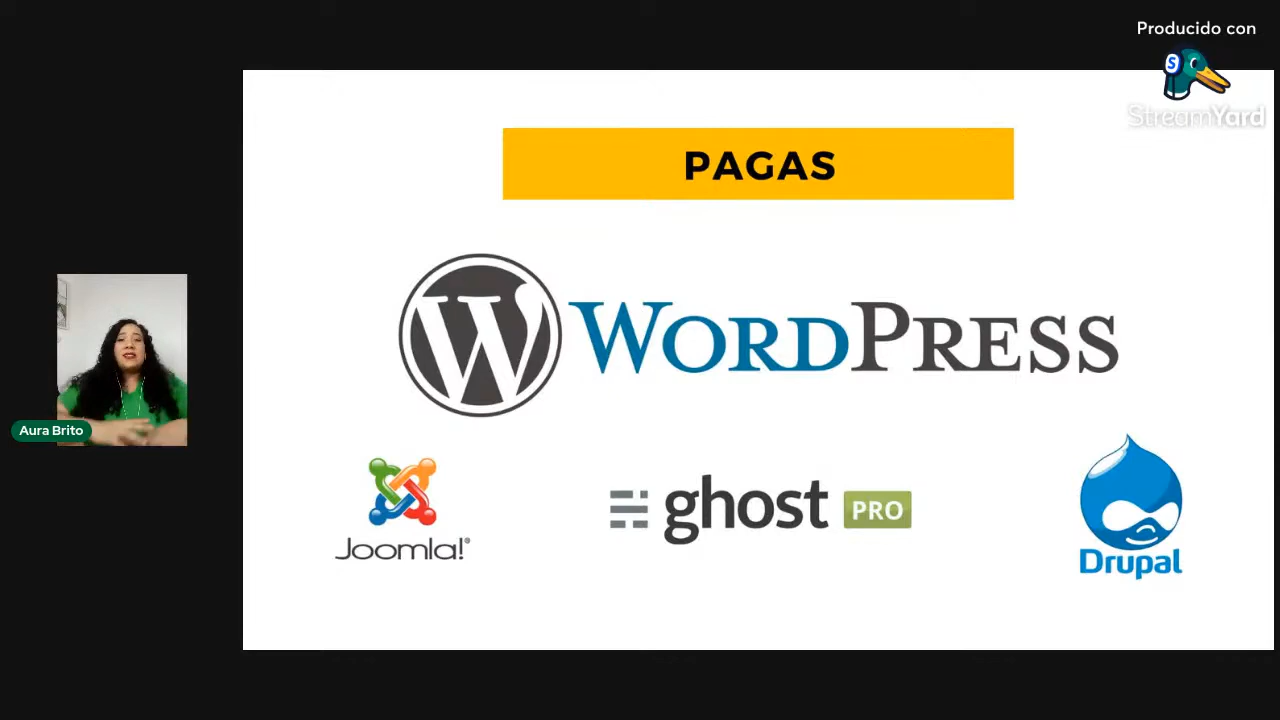 Producido con
StreamYard
PAGAS
WORDPRESS
Aura Brito
Joomla!®
ghost PRO
Drupal